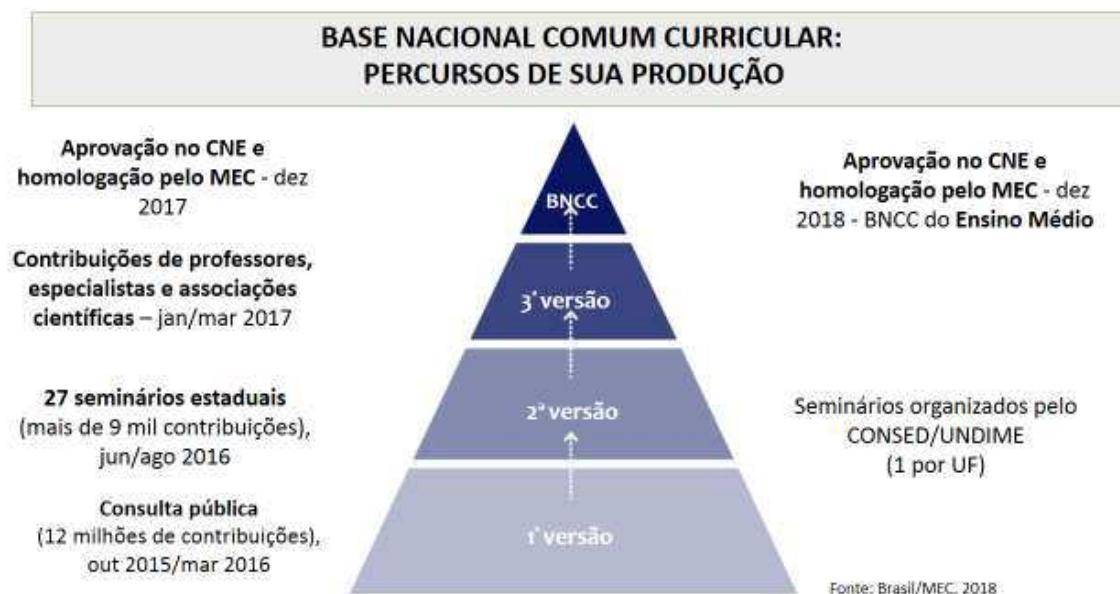 BASE NACIONAL COMUM CURRICULAR:
PERCURSOS DE SUA PRODUÇÃO
Aprovação no CNE e
homologação pelo MEC - dez
2017
Contribuições de professores,
especialistas e associações
científicas – jan/mar 2017
27 seminários estaduais
(mais de 9 mil contribuições),
jun/ago 2016
Consulta pública
(12 milhões de contribuições),
out 2015/mar 2016
BNCC
3ª versão
2ª versão
1ª versão
Aprovação no CNE e
homologação pelo MEC - dez
2018 - BNCC do Ensino Médio
Seminários organizados pelo
CONSED/UNDIME
(1 por UF)
Fonte: Brasil/MEC, 2018